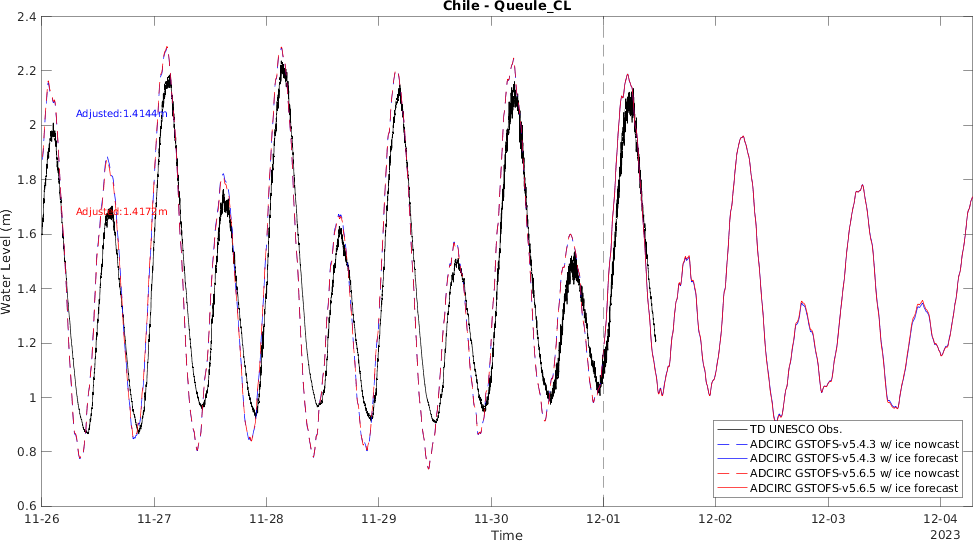 Chile - Queule_CL
2.4
2.2
2
1.8
1.6
1.4
1.2
1
0.8
0.6
Water Level (m)
Adjusted:1.4144m
Adjusted:1.4172m
TD UNESCO Obs.
ADCIRC GSTOFS-v5.4.3 w/ ice nowcast
ADCIRC GSTOFS-v5.4.3 w/ ice forecast
ADCIRC GSTOFS-v5.6.5 w/ ice nowcast
ADCIRC GSTOFS-v5.6.5 w/ ice forecast
11-26 11-27 11-28 11-29 11-30 12-01 12-02 12-03 12-04
Time
2023